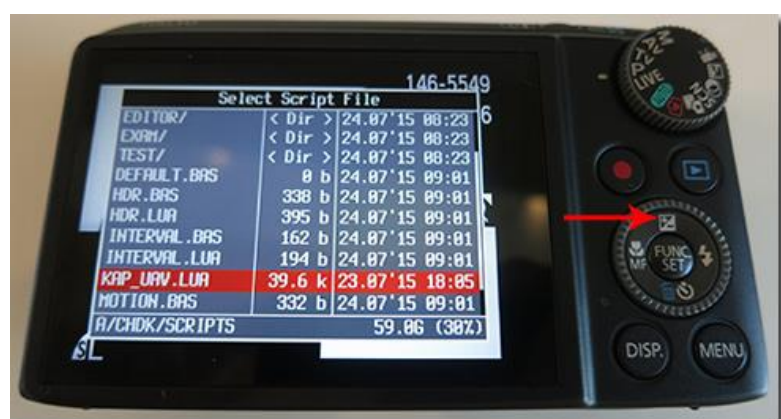 146-5549
Select Script File
6
EDITOR/ < Dir > 24.07'15 08:23
EXAM/ < Dir > 24.07'15 08:23
TEST/ < Dir > 24.07'15 08:23
DEFAULT.BAS 0 b 24.07'15 09:01
HDR.BAS 338 b 24.07'15 09:01
HDR.LUA 395 b 24.07'15 09:01
INTERVAL.BAS 162 b 24.07'15 09:01
INTERVAL.LUA 194 b 24.07'15 09:01
KAP_UAV.LUA 39.6 k 23.07'15 18:05
MOTION.BAS 332 b 24.07'15 09:01
A/CHDK/SCRIPTS 59.0G (30%)
SL
LIVE
MF
FUNC.
SET
DISP.
MENU